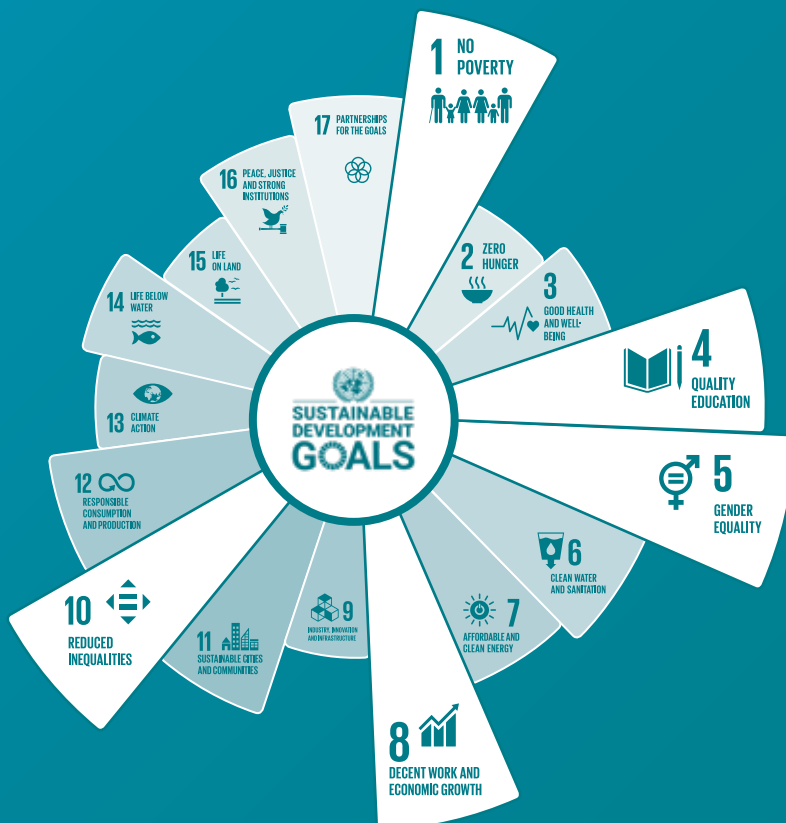 SUSTAINABLE
DEVELOPMENT
GOALS
1 NO
POVERTY
2 ZERO
HUNGER
3
GOOD HEALTH
AND WELL-
BEING
4
QUALITY
EDUCATION
5
GENDER
EQUALITY
6
CLEAN WATER
AND SANITATION
7
AFFORDABLE AND
CLEAN ENERGY
8
DECENT WORK AND
ECONOMIC GROWTH
9
INDUSTRY, INNOVATION
AND INFRASTRUCTURE
11
SUSTAINABLE CITIES
AND COMMUNITIES
10
REDUCED
INEQUALITIES
12
RESPONSIBLE
CONSUMPTION
AND PRODUCTION
13 CLIMATE
ACTION
14 LIFE BELOW
WATER
15 LIFE
ON LAND
16 PEACE, JUSTICE
AND STRONG
INSTITUTIONS
17 PARTNERSHIPS
FOR THE GOALS